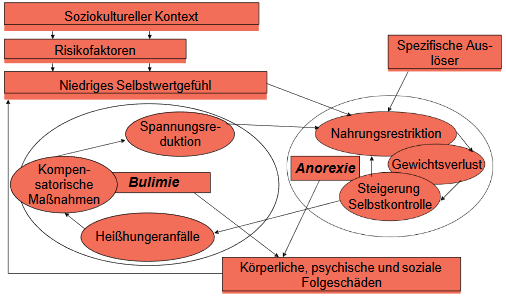 Soziokultureller Kontext
Risikofaktoren
Spezifische Aus-
löser
Niedriges Selbstwertgefühl
Spannungsre-
duktion
Nahrungsrestriktion
Kompen-
satorische
Maßnahmen
Bulimie
Anorexie
Gewichtsverlust
Steigerung
Selbstkontrolle
Heißhungeranfälle
Körperliche, psychische und soziale
Folgeschäden